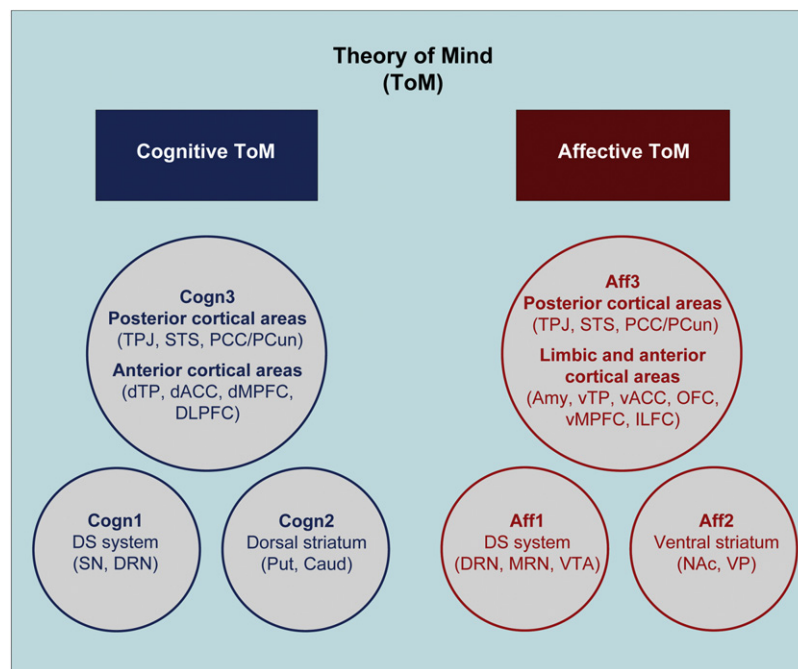 Theory of Mind
(ToM)
Cognitive ToM
Affective ToM
Cogn3
Posterior cortical areas
(TPJ, STS, PCC/PCun)
Anterior cortical areas
(dTP, dACC, dMPFC,
DLPFC)
Aff3
Posterior cortical areas
(TPJ, STS, PCC/PCun)
Limbic and anterior
cortical areas
(Amy, vTP, vACC, OFC,
vMPFC, ILFC)
Cogn1
DS system
(SN, DRN)
Cogn2
Dorsal striatum
(Put, Caud)
Aff1
DS system
(DRN, MRN, VTA)
Aff2
Ventral striatum
(NAc, VP)